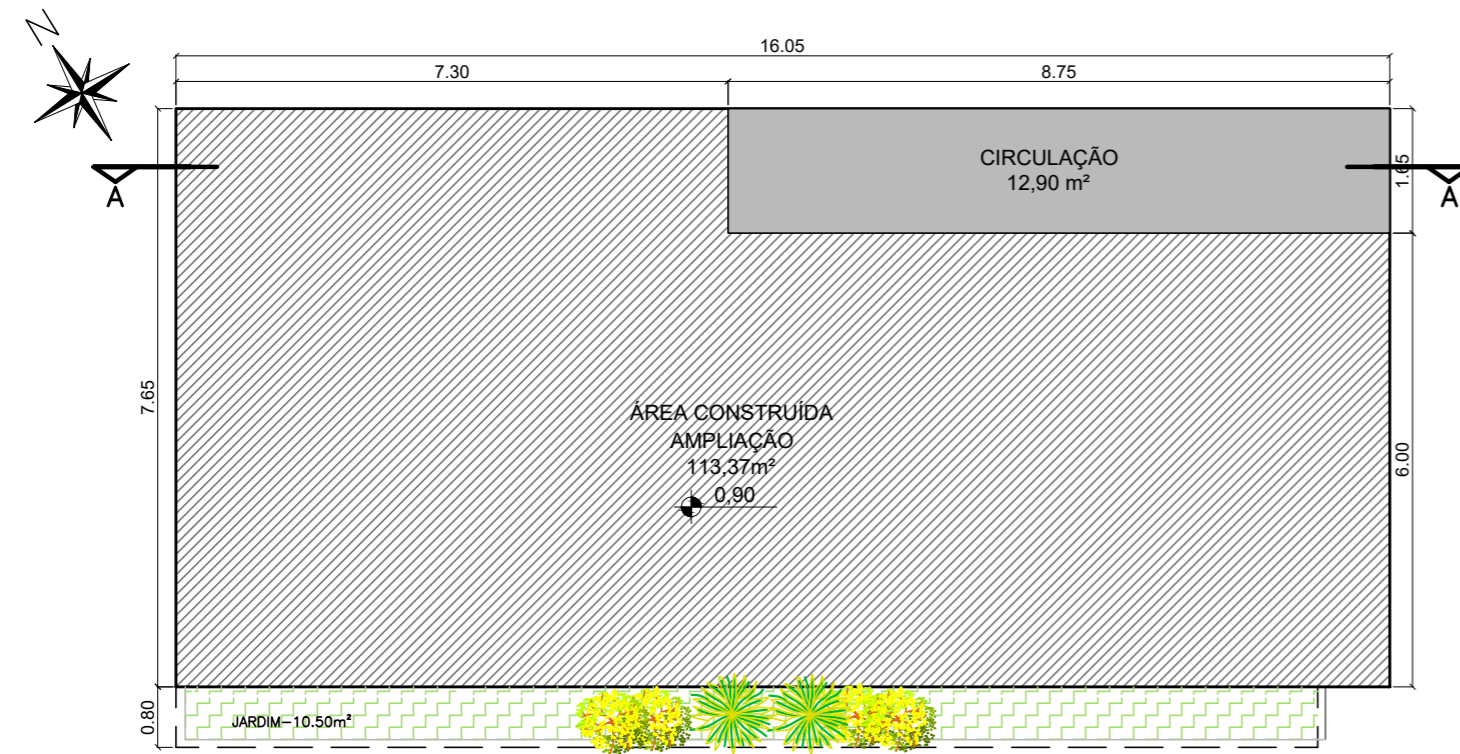 N
16.05
7.30
8.75
CIRCULAÇÃO
12,90 m²
1.65
A
A
7.65
ÁREA CONSTRUÍDA
AMPLIAÇÃO
113,37m²
0,90
6.00
0.80
JARDIM-10.50m²